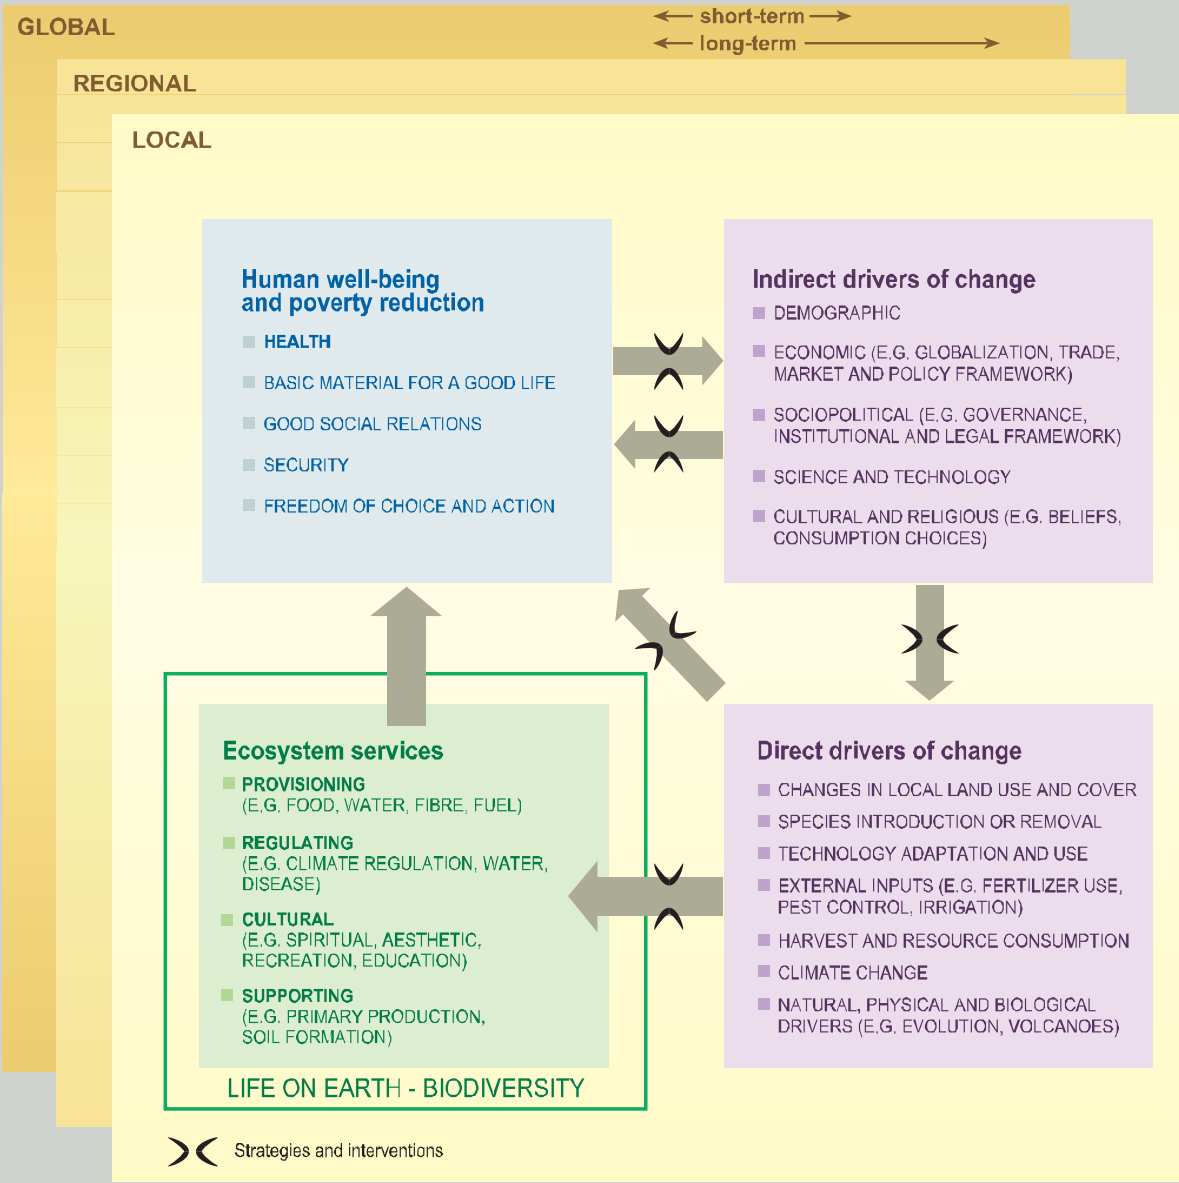 GLOBAL
short-term
long-term
REGIONAL
LOCAL
Human well-being
and poverty reduction
HEALTH
BASIC MATERIAL FOR A GOOD LIFE
GOOD SOCIAL RELATIONS
SECURITY
FREEDOM OF CHOICE AND ACTION
Indirect drivers of change
DEMOGRAPHIC
ECONOMIC (E.G. GLOBALIZATION, TRADE,
MARKET AND POLICY FRAMEWORK)
SOCIOPOLITICAL (E.G. GOVERNANCE,
INSTITUTIONAL AND LEGAL FRAMEWORK)
SCIENCE AND TECHNOLOGY
CULTURAL AND RELIGIOUS (E.G. BELIEFS,
CONSUMPTION CHOICES)
Ecosystem services
PROVISIONING
(E.G. FOOD, WATER, FIBRE, FUEL)
REGULATING
(E.G. CLIMATE REGULATION, WATER,
DISEASE)
CULTURAL
(E.G. SPIRITUAL, AESTHETIC,
RECREATION, EDUCATION)
SUPPORTING
(E.G. PRIMARY PRODUCTION,
SOIL FORMATION)
LIFE ON EARTH - BIODIVERSITY
Direct drivers of change
CHANGES IN LOCAL LAND USE AND COVER
SPECIES INTRODUCTION OR REMOVAL
TECHNOLOGY ADAPTATION AND USE
EXTERNAL INPUTS (E.G. FERTILIZER USE,
PEST CONTROL, IRRIGATION)
HARVEST AND RESOURCE CONSUMPTION
CLIMATE CHANGE
NATURAL, PHYSICAL AND BIOLOGICAL
DRIVERS (E.G. EVOLUTION, VOLCANOES)
Strategies and interventions